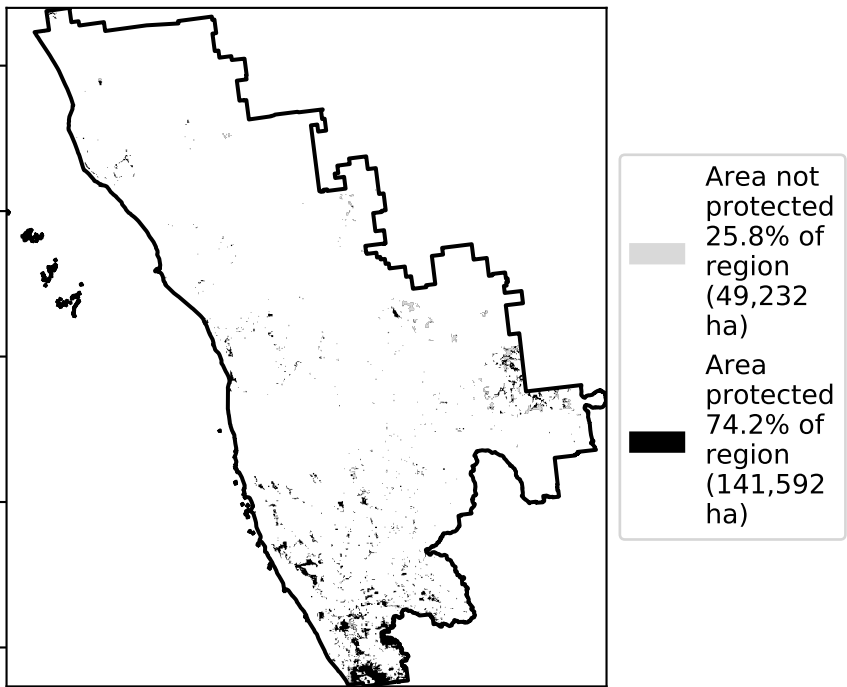 Area not
protected
25.8% of
region
(49,232
ha)
Area
protected
74.2% of
region
(141,592
ha)